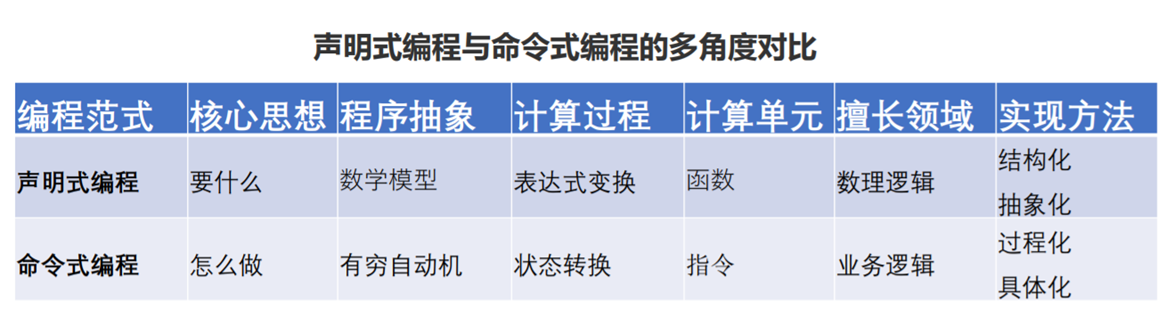 声明式编程与命令式编程的多角度对比
编程范式 核心思想 程序抽象 计算过程 计算单元 擅长领域 实现方法
声明式编程 要什么 数学模型 表达式变换 函数 数理逻辑 结构化
抽象化
命令式编程 怎么做 有穷自动机 状态转换 指令 业务逻辑 过程化
具体化